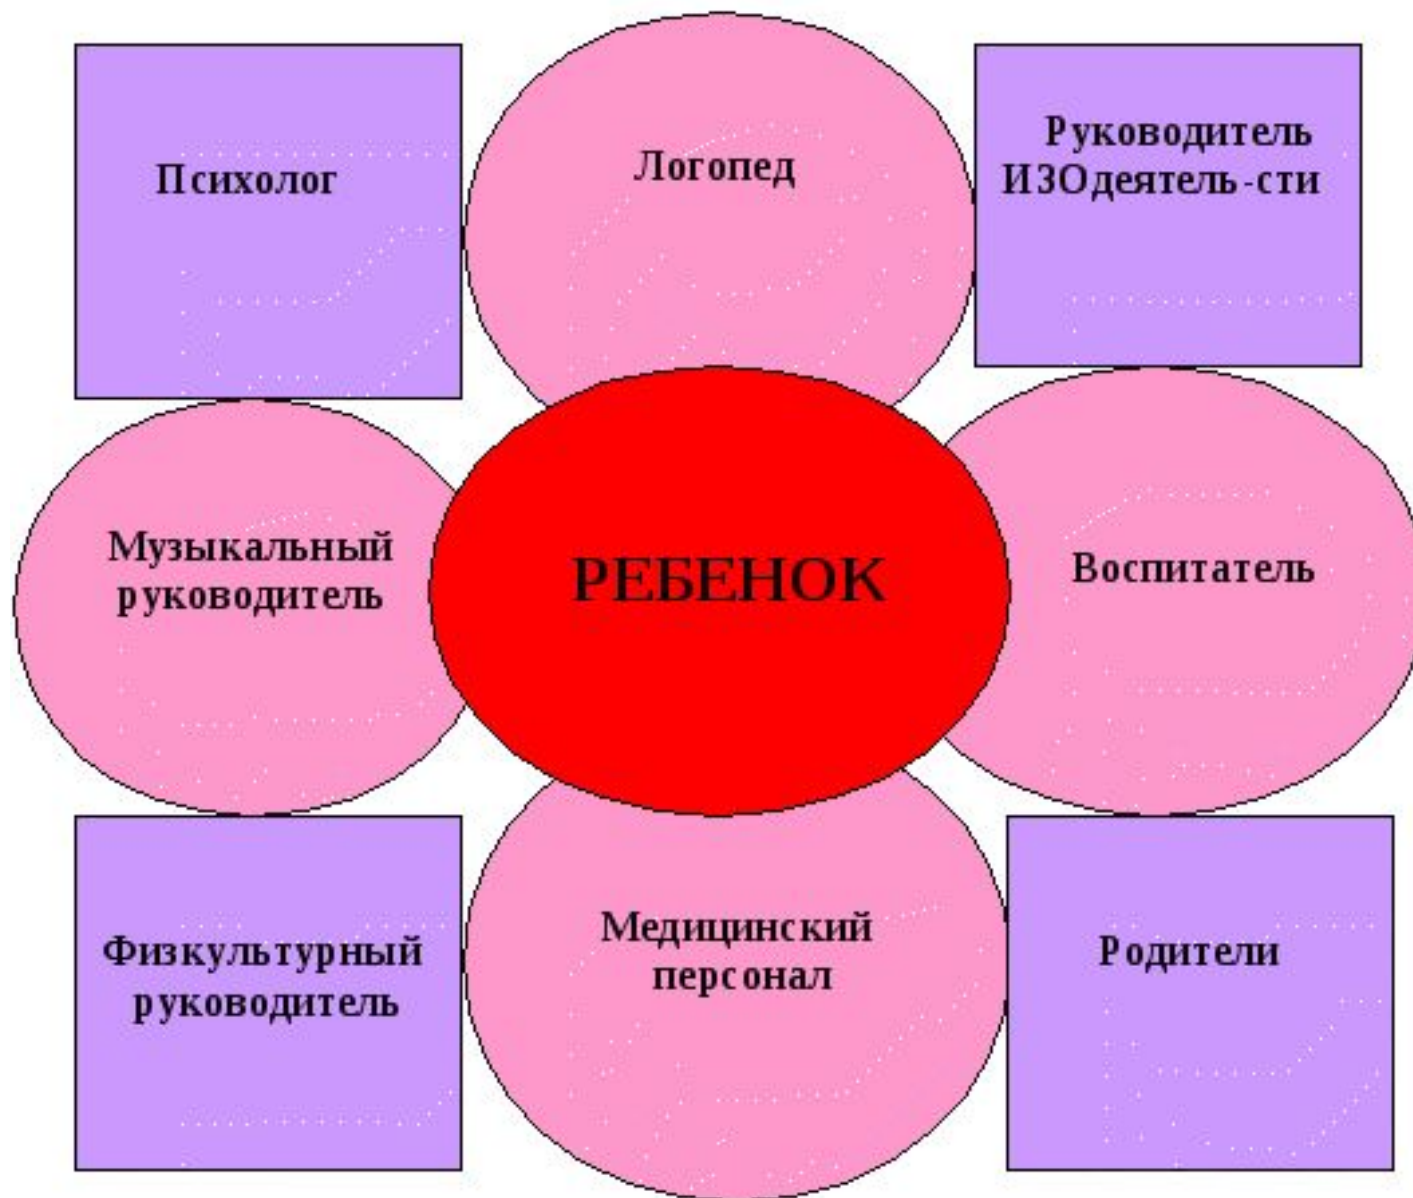 Психолог
Логопед
Руководитель
ИЗОдеятель-сти
Музыкальный
руководитель
РЕБЕНОК
Воспитатель
Физкультурный
руководитель
Медицинский
персонал
Родители